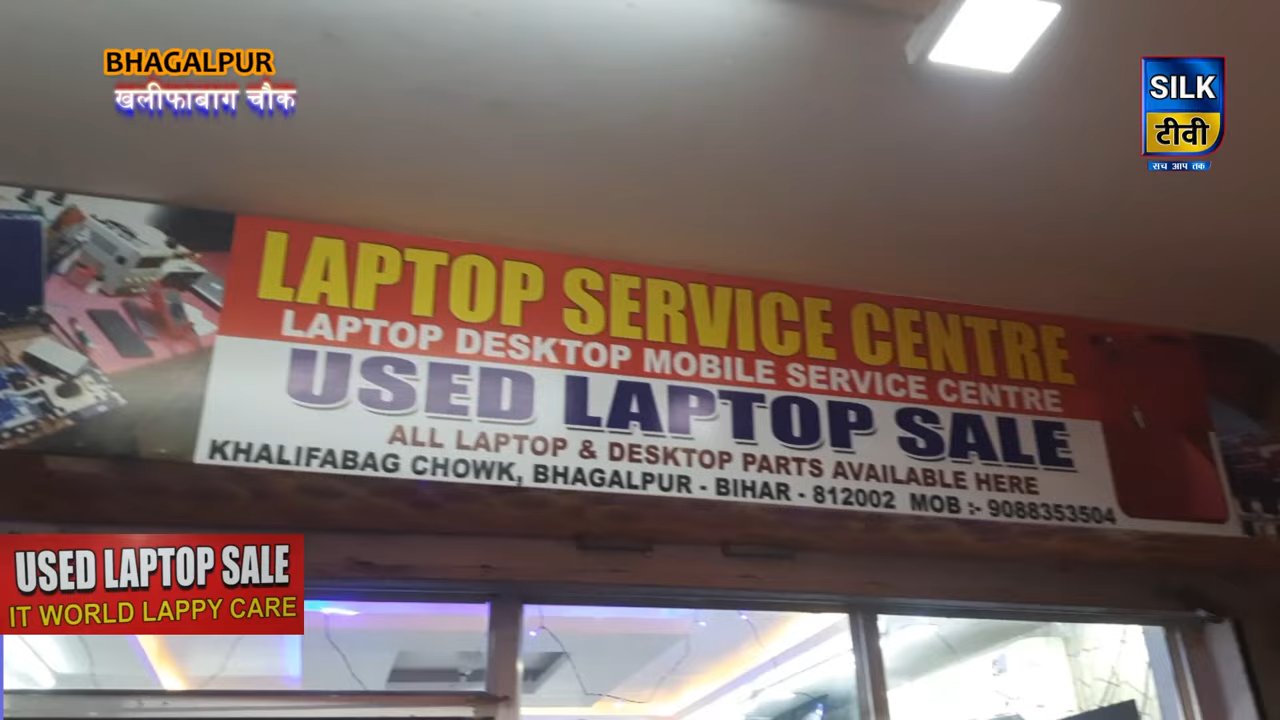 BHAGALPUR
खलीफाबाग चौक
SILK
टीवी
सच आप तक
LAPTOP SERVICE CENTRE
LAPTOP DESKTOP MOBILE SERVICE CENTRE
USED LAPTOP SALE
ALL LAPTOP & DESKTOP PARTS AVAILABLE HERE
KHALIFABAG CHOWK, BHAGALPUR - BIHAR - 812002 MOB :- 9088353504
USED LAPTOP SALE
IT WORLD LAPPY CARE